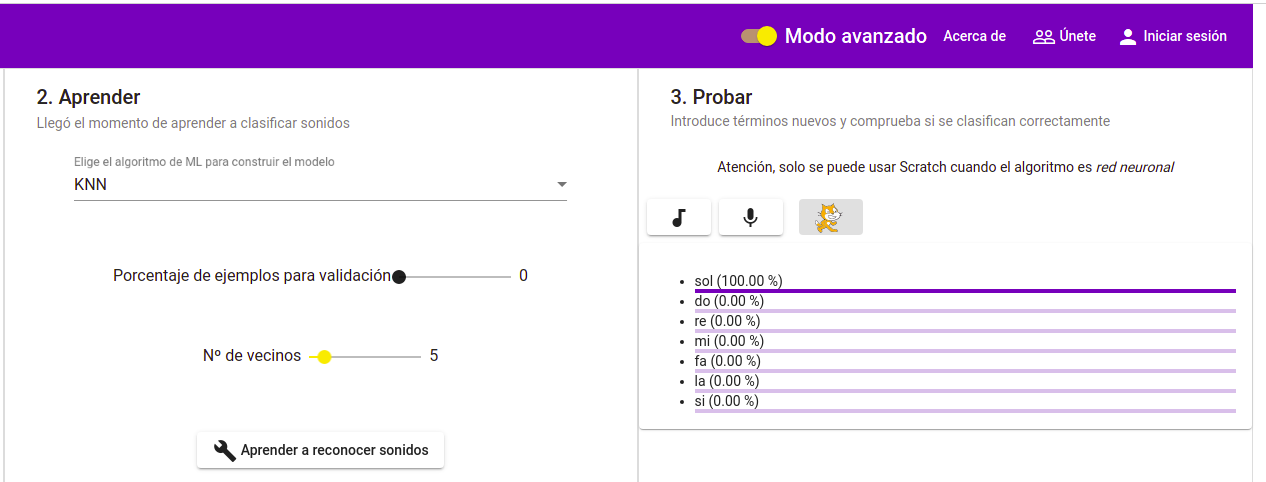 Modo avanzado Acerca de Únete Iniciar sesión
2. Aprender
Llegó el momento de aprender a clasificar sonidos
Elige el algoritmo de ML para construir el modelo
KNN
Porcentaje de ejemplos para validación 0
Nº de vecinos 5
Aprender a reconocer sonidos
3. Probar
Introduce términos nuevos y comprueba si se clasifican correctamente
Atención, solo se puede usar Scratch cuando el algoritmo es red neuronal
sol (100.00 %)
do (0.00 %)
re (0.00 %)
mi (0.00 %)
fa (0.00 %)
la (0.00 %)
si (0.00 %)